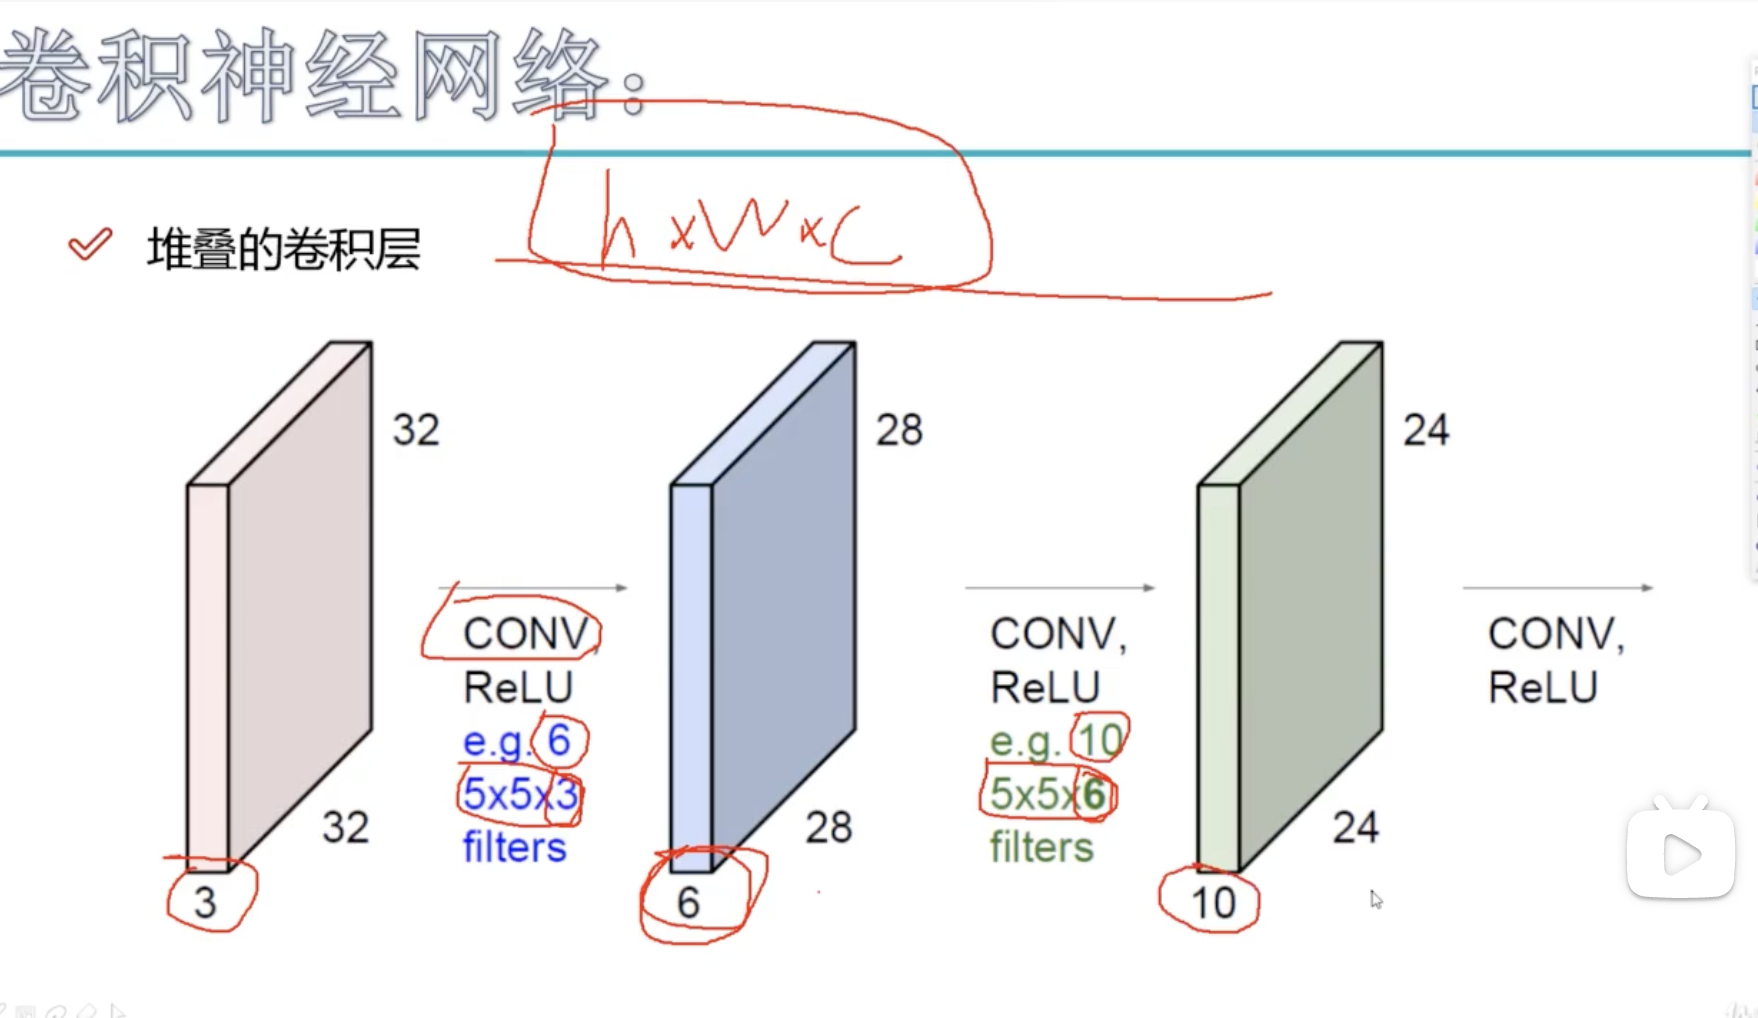 卷积神经网络：
h x W x C
堆叠的卷积层
32
28
24
CONV,
ReLU
e.g. 6
5x5x3
filters
CONV,
ReLU
e.g. 10
5x5x6
filters
CONV,
ReLU
32
28
24
3
6
10